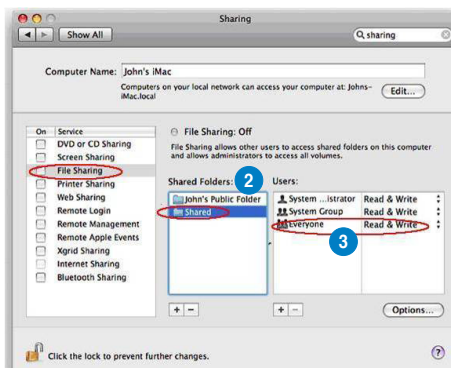 Sharing
Show All
sharing
Computer Name: John's iMac
Computers on your local network can access your computer at: Johns-
iMac.local
Edit...
On Service
DVD or CD Sharing
Screen Sharing
File Sharing
Printer Sharing
Web Sharing
Remote Login
Remote Management
Remote Apple Events
Xgrid Sharing
Internet Sharing
Bluetooth Sharing
File Sharing: Off
File Sharing allows other users to access shared folders on this computer
and allows administrators to access all volumes.
Shared Folders:
2
Users:
John's Public Folder
Shared
System ...istrator Read & Write
System Group Read & Write
Everyone Read & Write
3
+ −
+ −
Options...
Click the lock to prevent further changes.
?